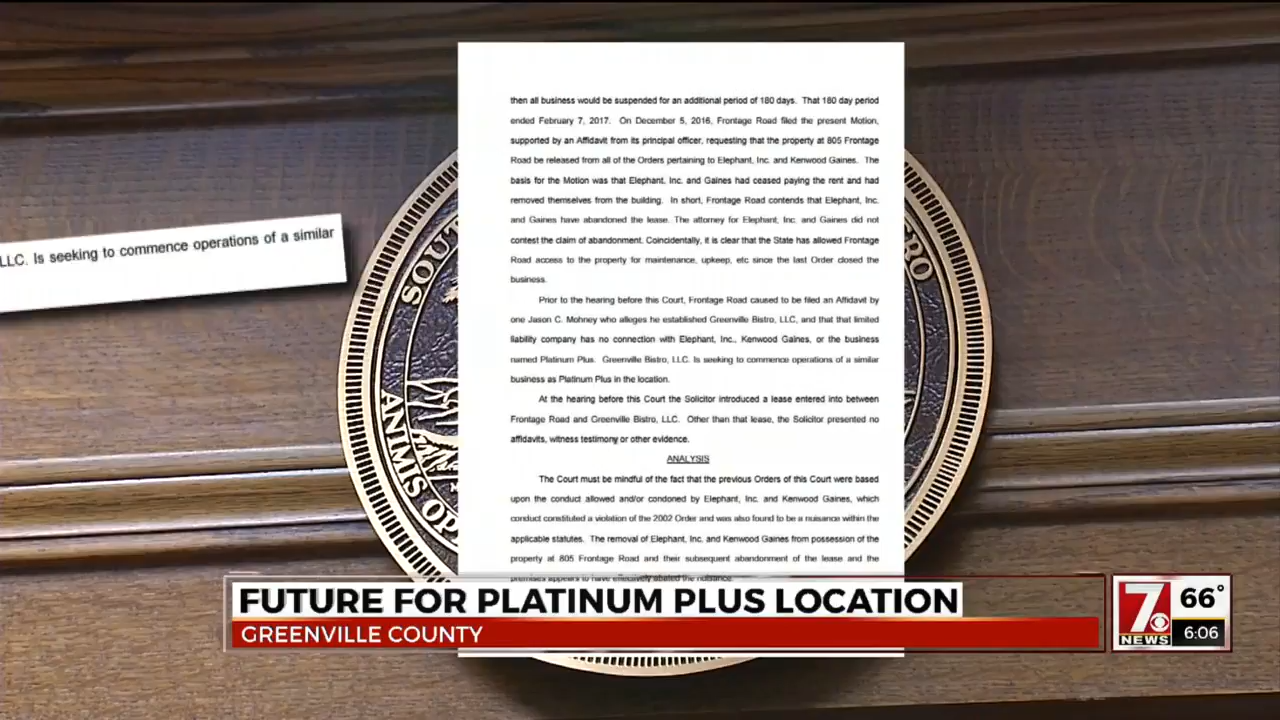 then all business would be suspended for an additional period of 180 days. That 180 day period
ended February 7, 2017. On December 5, 2016, Frontage Road filed the present Motion,
supported by an Affidavit from its principal officer, requesting that the property at 805 Frontage
Road be released from all of the Orders pertaining to Elephant, Inc. and Kenwood Gaines. The
basis for the Motion was that Elephant, Inc. and Gaines had ceased paying the rent and had
removed themselves from the building. In short, Frontage Road contends that Elephant, Inc.
and Gaines have abandoned the lease. The attorney for Elephant, Inc. and Gaines did not
contest the claim of abandonment. Coincidentally, it is clear that the State has allowed Frontage
Road access to the property for maintenance, upkeep, etc since the last Order closed the
business.
Prior to the hearing before this Court, Frontage Road caused to be filed an Affidavit by
one Jason C. Mohney who alleges he established Greenville Bistro, LLC, and that that limited
liability company has no connection with Elephant, Inc., Kenwood Gaines, or the business
named Platinum Plus. Greenville Bistro, LLC. Is seeking to commence operations of a similar
business as Platinum Plus in the location.
At the hearing before this Court the Solicitor introduced a lease entered into between
Frontage Road and Greenville Bistro, LLC. Other than that lease, the Solicitor presented no
affidavits, witness testimony or other evidence.
ANALYSIS
The Court must be mindful of the fact that the previous Orders of this Court were based
upon the conduct allowed and/or condoned by Elephant, Inc. and Kenwood Gaines, which
conduct constituted a violation of the 2002 Order and was also found to be a nuisance within the
applicable statutes. The removal of Elephant, Inc. and Kenwood Gaines from possession of the
property at 805 Frontage Road and their subsequent abandonment of the lease and the
premises appears to have effectively abated the nuisance.
LLC. Is seeking to commence operations of a similar
SOUT
RO
ANIMIS OP
FUTURE FOR PLATINUM PLUS LOCATION
GREENVILLE COUNTY
7
NEWS
66°
6:06